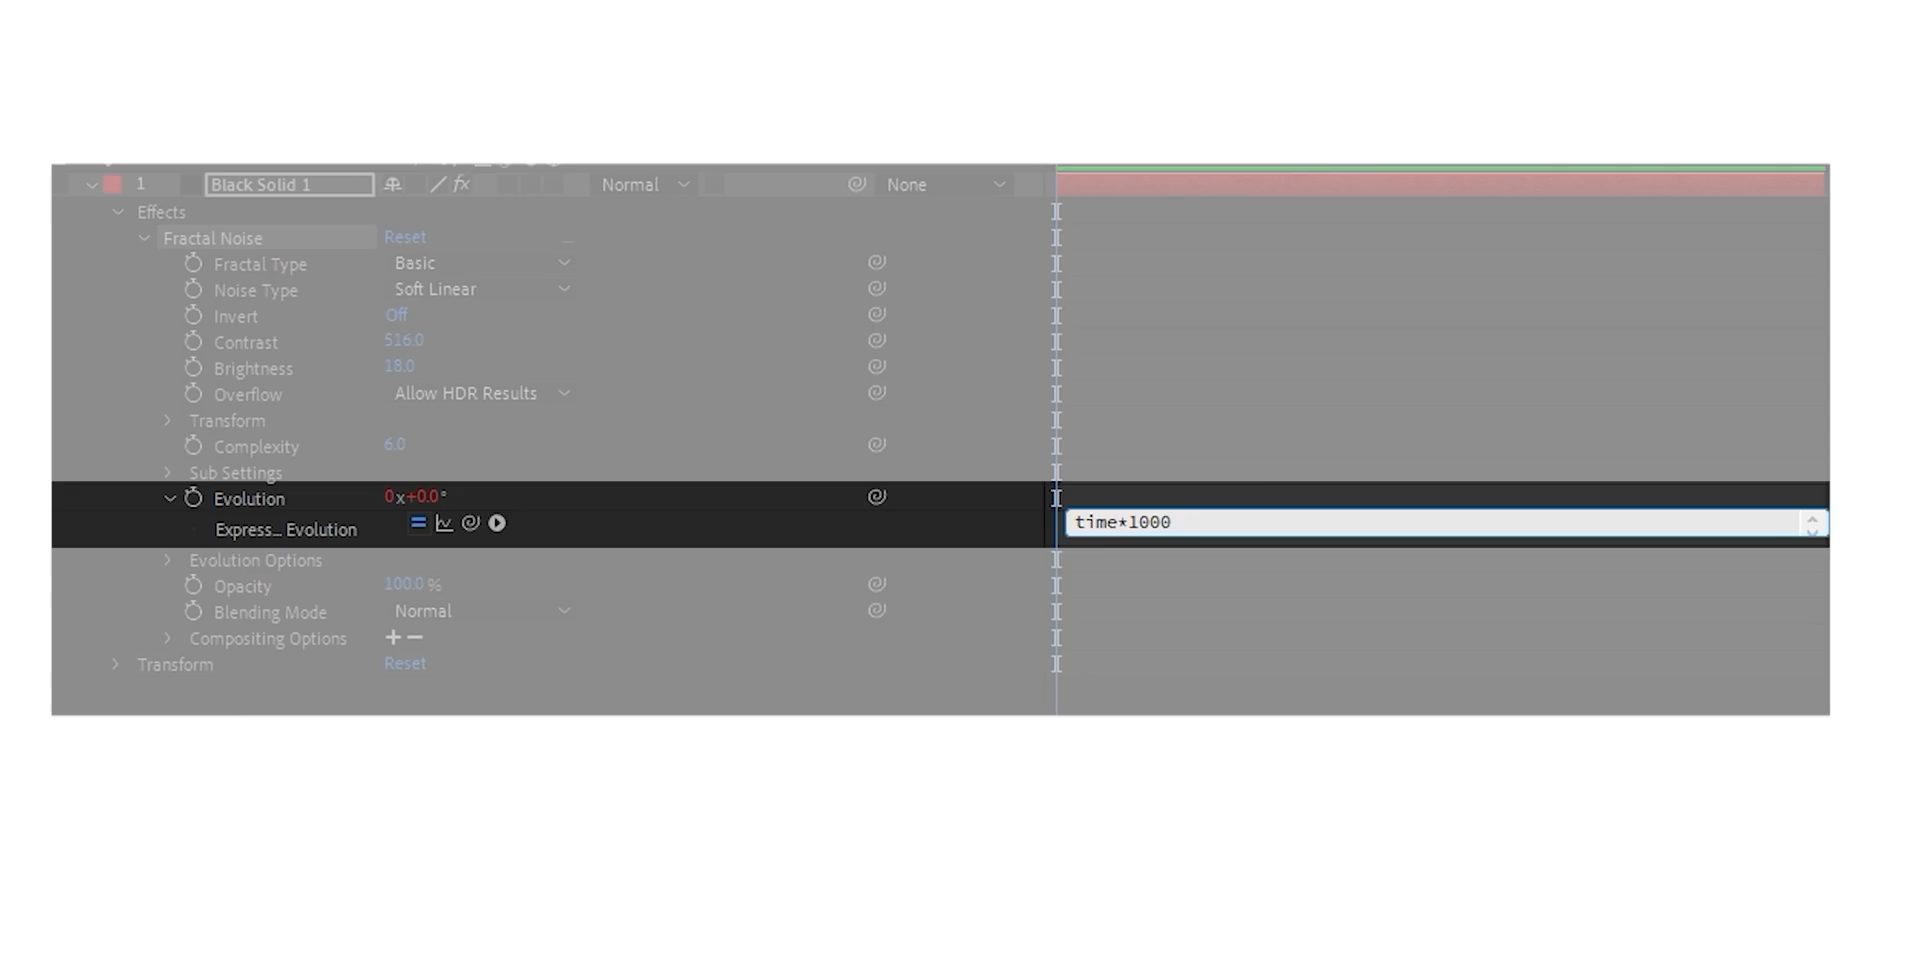 1 Black Solid 1 fx Normal None
Effects
Fractal Noise Reset
Fractal Type Basic
Noise Type Soft Linear
Invert Off
Contrast 516.0
Brightness 18.0
Overflow Allow HDR Results
Transform
Complexity 6.0
Sub Settings
Evolution 0x+0.0°
Express... Evolution time*1000
Evolution Options
Opacity 100.0%
Blending Mode Normal
Compositing Options + −
Transform Reset